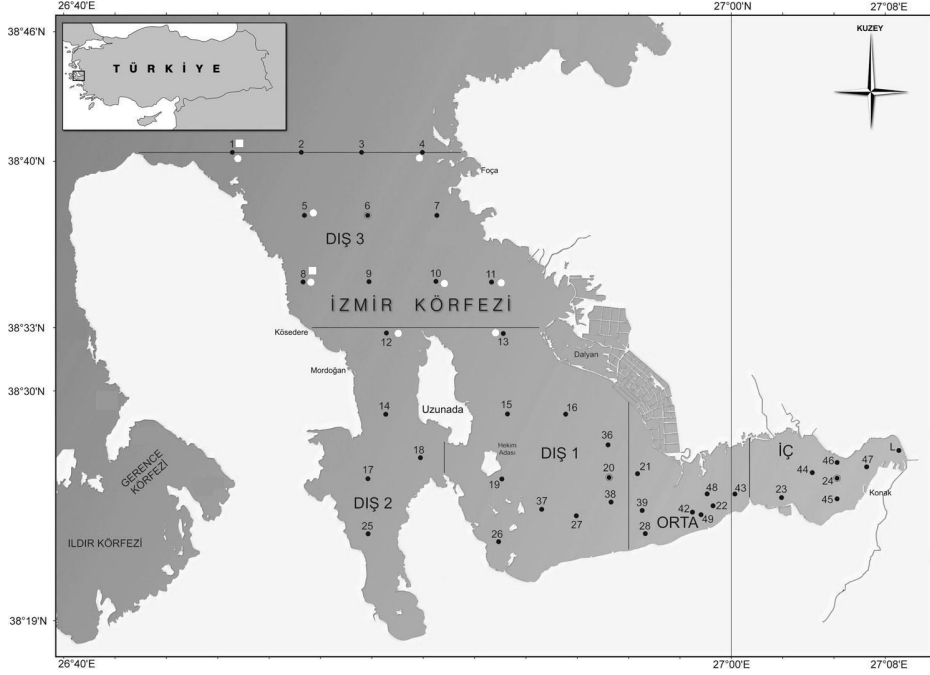 27°00'E
27°08'E
38°46'N
KUZEY
TÜRKİYE
38°40'N
1
2
3
4
Foça
5
6
7
DIŞ 3
8
9
10
11
İZMİR KÖRFEZİ
38°33'N
Kösedere
12
13
Dalyan
Mordoğan
38°30'N
14
Uzunada
15
16
36
GERENCE
KÖRFEZİ
18
Hekim
Adası
DIŞ 1
İÇ
17
19
20
21
44
46
24
47
L
Konak
DIŞ 2
37
38
39
48
43
23
45
27
42
49
22
ORTA
25
26
28
ILDIR KÖRFEZİ
38°19'N
26°40'E
27°00'E
27°08'E